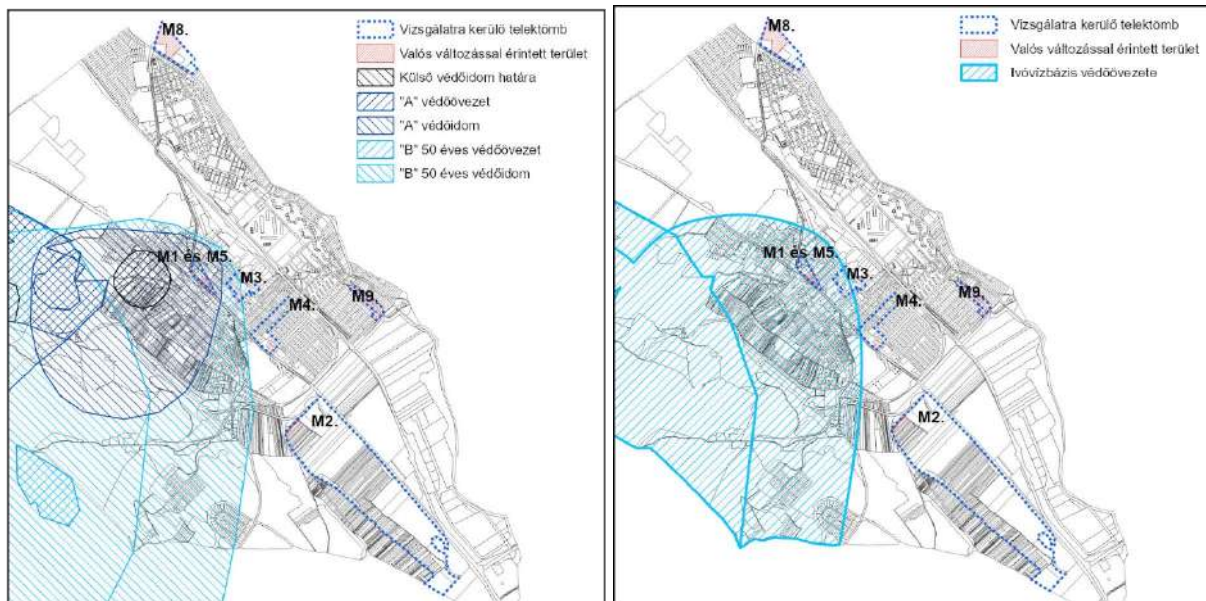 M8.
Vizsgálatra kerülő telektömb
Valós változással érintett terület
Külső védőidom határa
"A" védőövezet
"A" védőidom
"B" 50 éves védőövezet
"B" 50 éves védőidom
M1 és M5.
M3.
M4.
M9.
M2.
M8.
Vizsgálatra kerülő telektömb
Valós változással érintett terület
Ivóvízbázis védőövezete
M1 és M5.
M3.
M4.
M9.
M2.